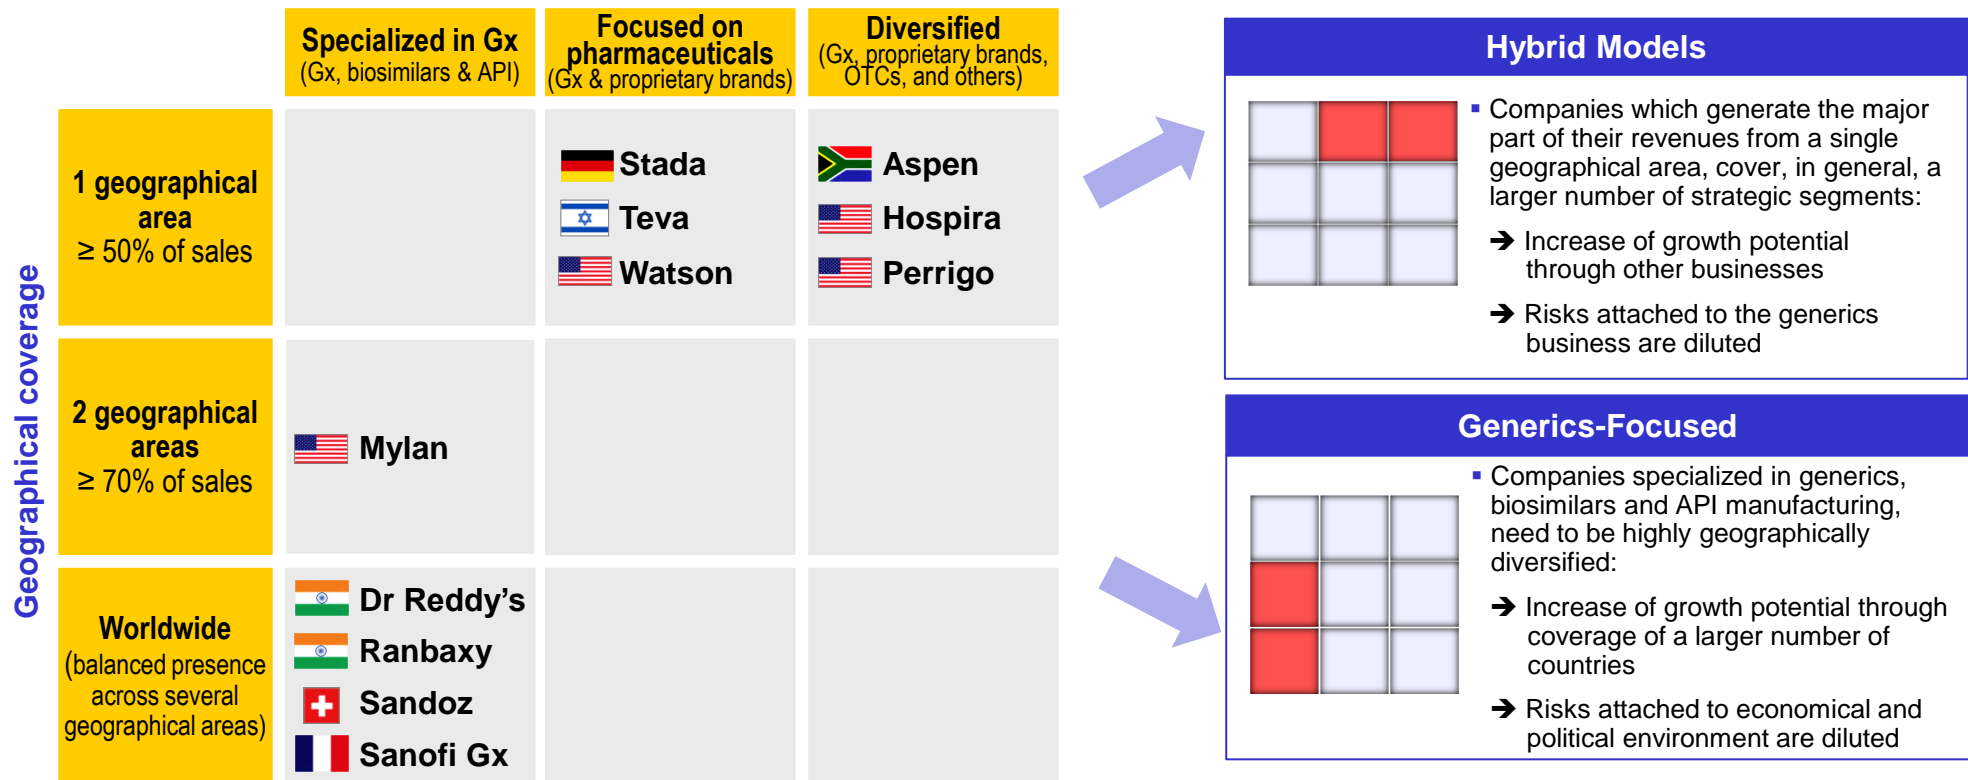 Specialized in Gx
(Gx, biosimilars & API)
Focused on
pharmaceuticals
(Gx & proprietary brands)
Diversified
(Gx, proprietary brands,
OTCs, and others)
Geographical coverage
1 geographical
area
≥ 50% of sales
Stada
Teva
Watson
Aspen
Hospira
Perrigo
2 geographical
areas
≥ 70% of sales
Mylan
Worldwide
(balanced presence
across several
geographical areas)
Dr Reddy’s
Ranbaxy
Sandoz
Sanofi Gx
Hybrid Models
▪ Companies which generate the major
part of their revenues from a single
geographical area, cover, in general, a
larger number of strategic segments:
➔ Increase of growth potential
through other businesses
➔ Risks attached to the generics
business are diluted
Generics-Focused
▪ Companies specialized in generics,
biosimilars and API manufacturing,
need to be highly geographically
diversified:
➔ Increase of growth potential through
coverage of a larger number of
countries
➔ Risks attached to economical and
political environment are diluted